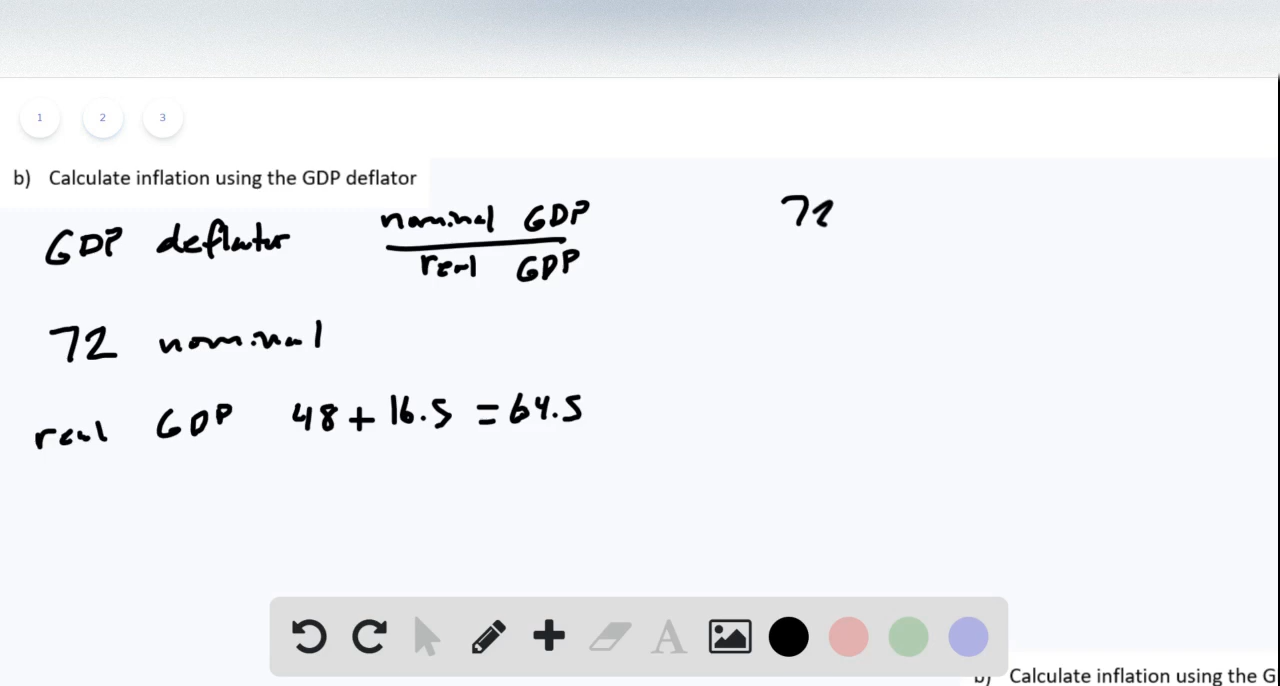 1 2 3
b) Calculate inflation using the GDP deflator
GDP deflator nominal GDP 72
real GDP
72 nominal
real GDP 48 + 16.5 = 64.5
A
b) Calculate inflation using the G